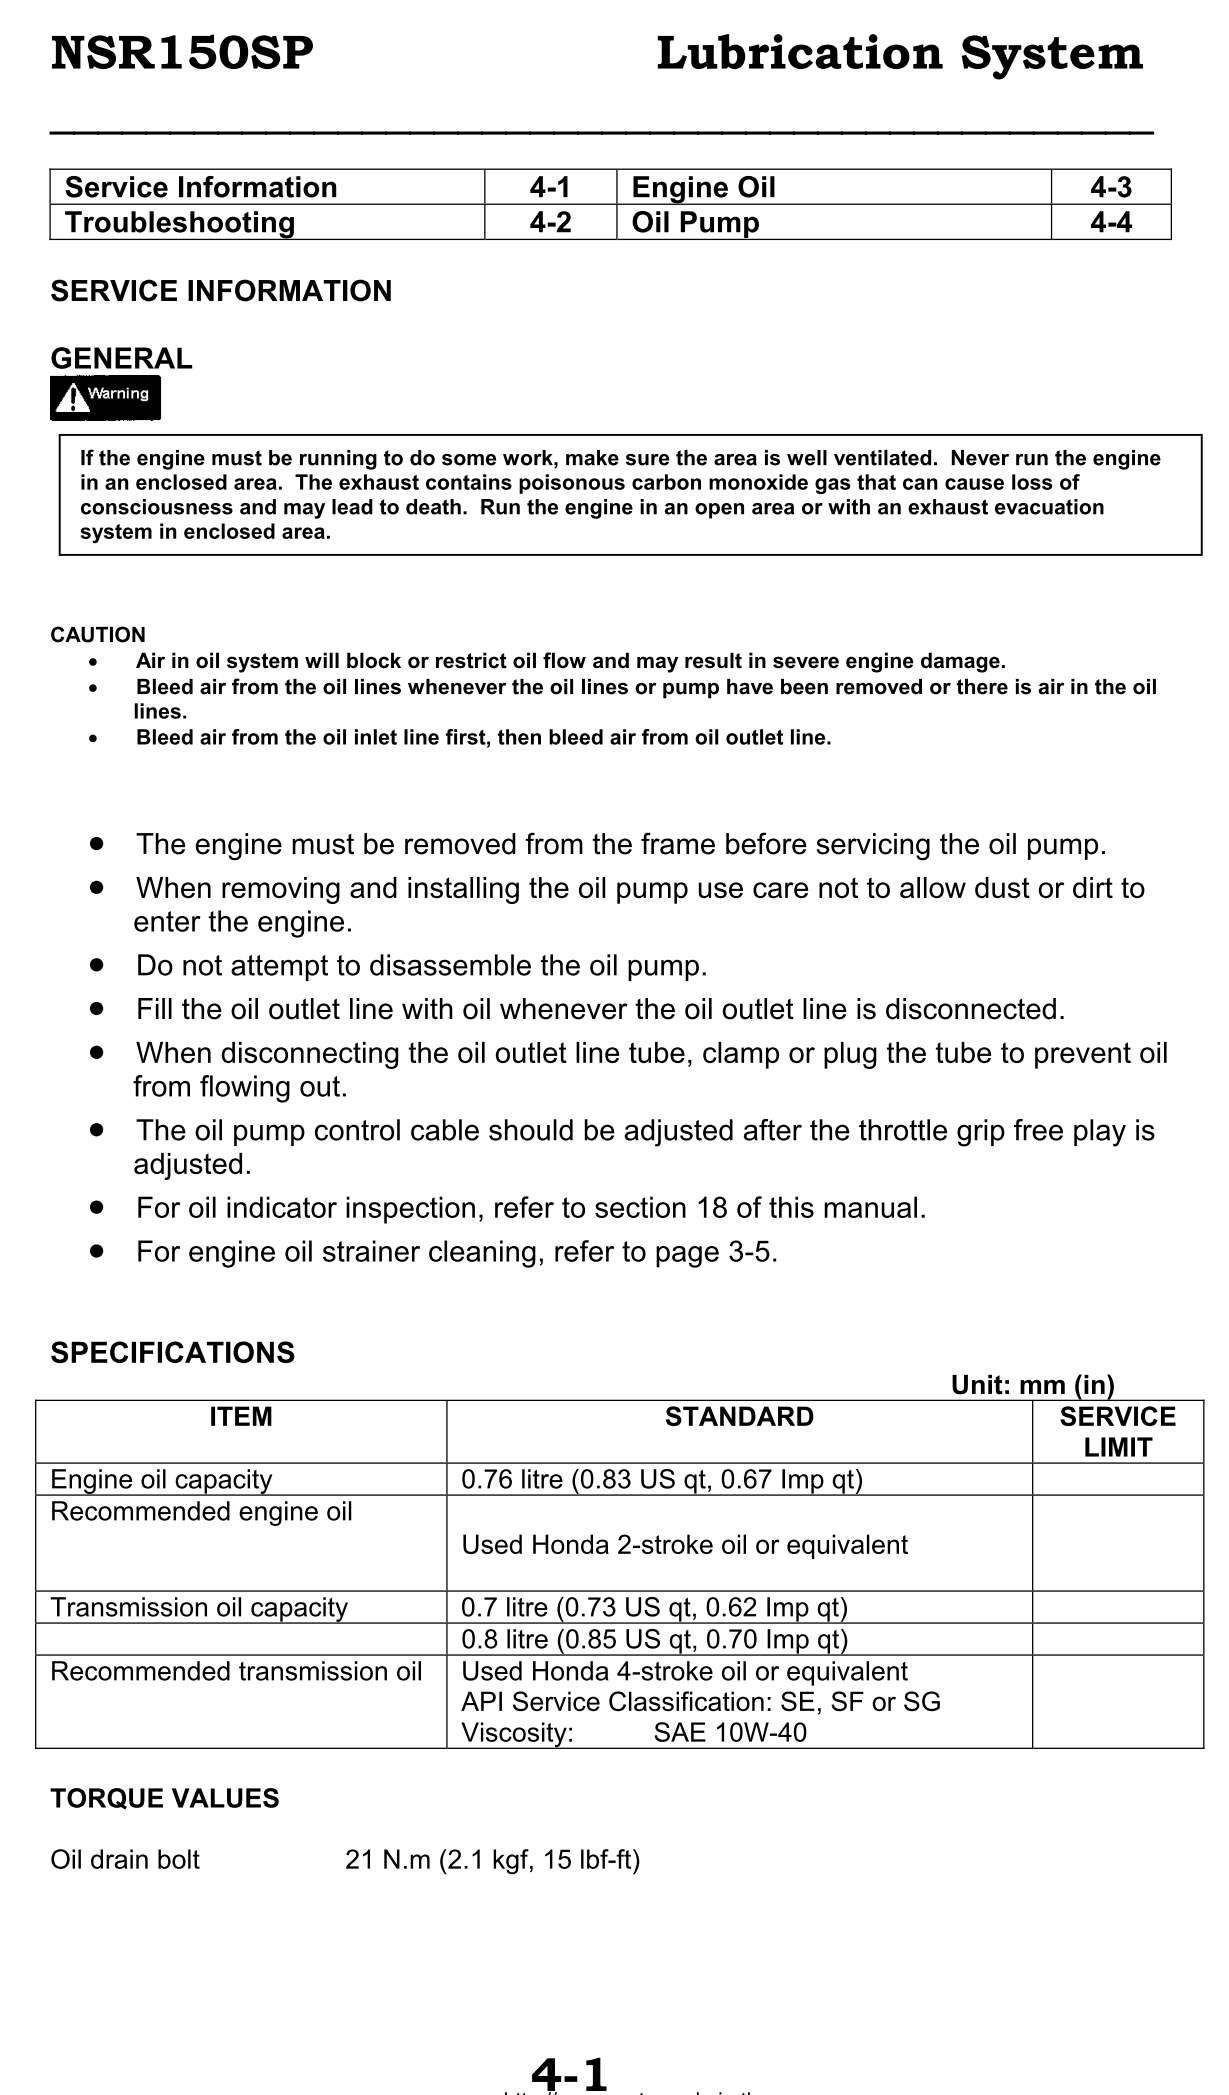 NSR150SP Lubrication System
Service Information 4-1 Engine Oil 4-3
Troubleshooting 4-2 Oil Pump 4-4
SERVICE INFORMATION
GENERAL
Warning
If the engine must be running to do some work, make sure the area is well ventilated. Never run the engine
in an enclosed area. The exhaust contains poisonous carbon monoxide gas that can cause loss of
consciousness and may lead to death. Run the engine in an open area or with an exhaust evacuation
system in enclosed area.
CAUTION
• Air in oil system will block or restrict oil flow and may result in severe engine damage.
• Bleed air from the oil lines whenever the oil lines or pump have been removed or there is air in the oil
lines.
• Bleed air from the oil inlet line first, then bleed air from oil outlet line.
• The engine must be removed from the frame before servicing the oil pump.
• When removing and installing the oil pump use care not to allow dust or dirt to
enter the engine.
• Do not attempt to disassemble the oil pump.
• Fill the oil outlet line with oil whenever the oil outlet line is disconnected.
• When disconnecting the oil outlet line tube, clamp or plug the tube to prevent oil
from flowing out.
• The oil pump control cable should be adjusted after the throttle grip free play is
adjusted.
• For oil indicator inspection, refer to section 18 of this manual.
• For engine oil strainer cleaning, refer to page 3-5.
SPECIFICATIONS
Unit: mm (in)
ITEM STANDARD SERVICE
LIMIT
Engine oil capacity 0.76 litre (0.83 US qt, 0.67 Imp qt)
Recommended engine oil
Used Honda 2-stroke oil or equivalent
Transmission oil capacity 0.7 litre (0.73 US qt, 0.62 Imp qt)
0.8 litre (0.85 US qt, 0.70 Imp qt)
Recommended transmission oil Used Honda 4-stroke oil or equivalent
API Service Classification: SE, SF or SG
Viscosity: SAE 10W-40
TORQUE VALUES
Oil drain bolt 21 N.m (2.1 kgf, 15 lbf-ft)
4-1